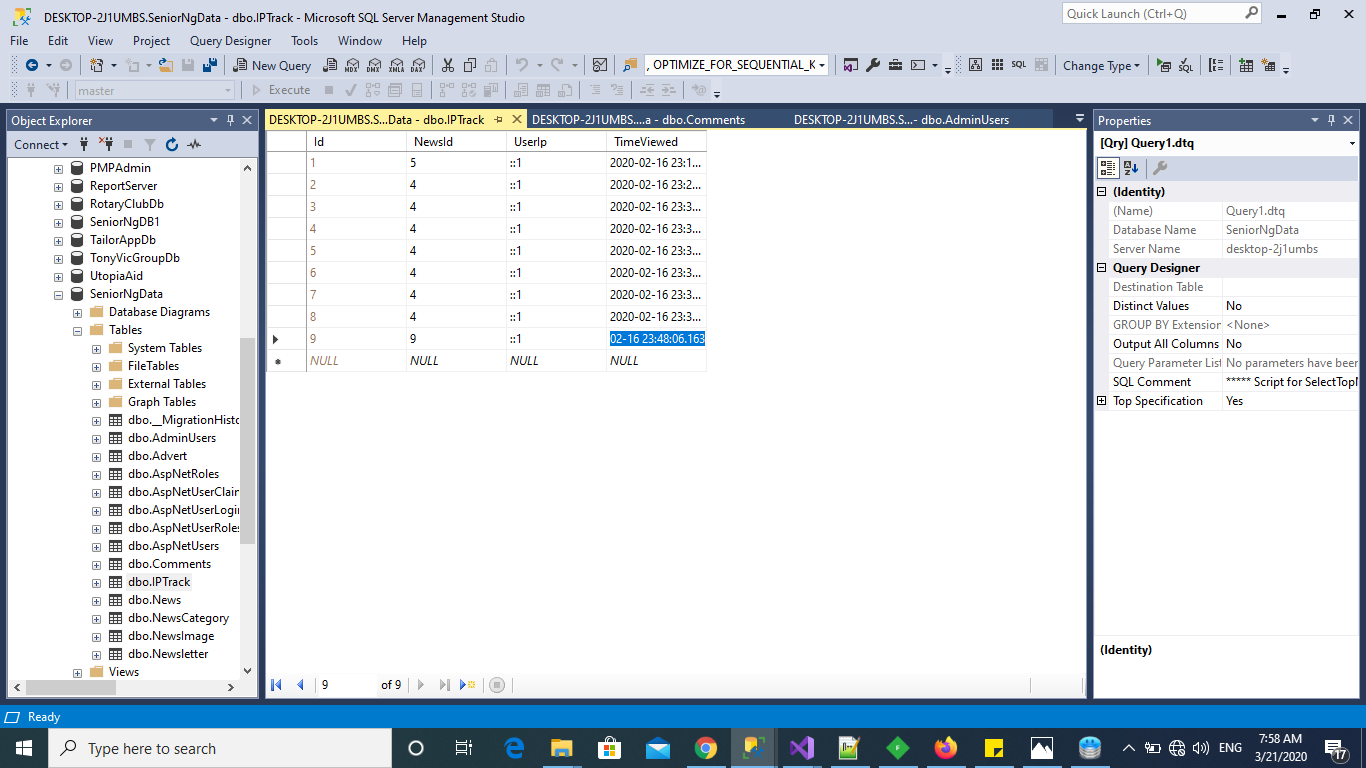 DESKTOP-2J1UMBS.SeniorNgData - dbo.IPTrack - Microsoft SQL Server Management Studio
Quick Launch (Ctrl+Q)
File Edit View Project Query Designer Tools Window Help
New Query MDX DMX XMLA DAX , OPTIMIZE_FOR_SEQUENTIAL_K SQL Change Type SQL
master Execute
Object Explorer
Connect
PMPAdmin
ReportServer
RotaryClubDb
SeniorNgDB1
TailorAppDb
TonyVicGroupDb
UtopiaAid
SeniorNgData
Database Diagrams
Tables
System Tables
FileTables
External Tables
Graph Tables
dbo.__MigrationHisto
dbo.AdminUsers
dbo.Advert
dbo.AspNetRoles
dbo.AspNetUserClain
dbo.AspNetUserLogin
dbo.AspNetUserRoles
dbo.AspNetUsers
dbo.Comments
dbo.IPTrack
dbo.News
dbo.NewsCategory
dbo.NewsImage
dbo.Newsletter
Views
DESKTOP-2J1UMBS.S...Data - dbo.IPTrack DESKTOP-2J1UMBS....a - dbo.Comments DESKTOP-2J1UMBS.S...- dbo.AdminUsers
Id NewsId UserIp TimeViewed
1 5 ::1 2020-02-16 23:1...
2 4 ::1 2020-02-16 23:2...
3 4 ::1 2020-02-16 23:3...
4 4 ::1 2020-02-16 23:3...
5 4 ::1 2020-02-16 23:3...
6 4 ::1 2020-02-16 23:3...
7 4 ::1 2020-02-16 23:3...
8 4 ::1 2020-02-16 23:3...
9 9 ::1 02-16 23:48:06.163
NULL NULL NULL NULL
9 of 9
Properties
[Qry] Query1.dtq
(Identity)
(Name) Query1.dtq
Database Name SeniorNgData
Server Name desktop-2j1umbs
Query Designer
Destination Table
Distinct Values No
GROUP BY Extension <None>
Output All Columns No
Query Parameter List No parameters have been
SQL Comment ***** Script for SelectTopN
Top Specification Yes
(Identity)
Ready
Type here to search
ENG
7:58 AM
3/21/2020
17